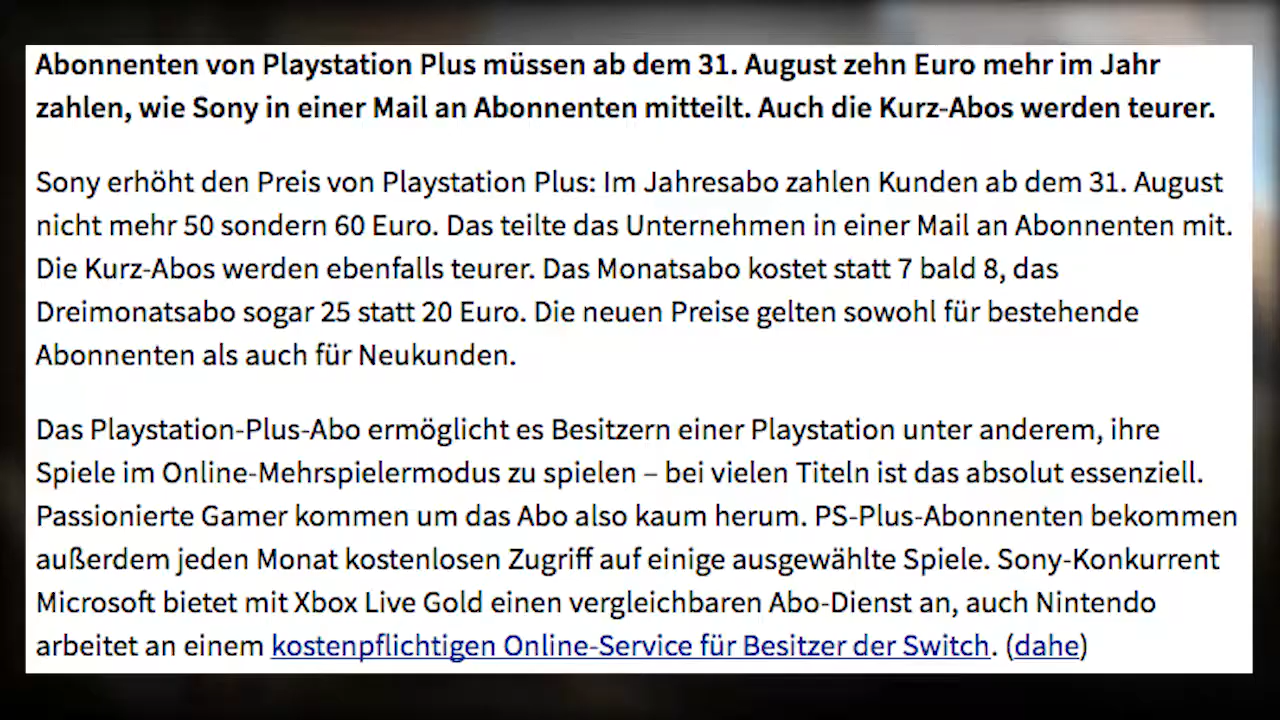 Abonnenten von Playstation Plus müssen ab dem 31. August zehn Euro mehr im Jahr
zahlen, wie Sony in einer Mail an Abonnenten mitteilt. Auch die Kurz-Abos werden teurer.
Sony erhöht den Preis von Playstation Plus: Im Jahresabo zahlen Kunden ab dem 31. August
nicht mehr 50 sondern 60 Euro. Das teilte das Unternehmen in einer Mail an Abonnenten mit.
Die Kurz-Abos werden ebenfalls teurer. Das Monatsabo kostet statt 7 bald 8, das
Dreimonatsabo sogar 25 statt 20 Euro. Die neuen Preise gelten sowohl für bestehende
Abonnenten als auch für Neukunden.
Das Playstation-Plus-Abo ermöglicht es Besitzern einer Playstation unter anderem, ihre
Spiele im Online-Mehrspielermodus zu spielen – bei vielen Titeln ist das absolut essenziell.
Passionierte Gamer kommen um das Abo also kaum herum. PS-Plus-Abonnenten bekommen
außerdem jeden Monat kostenlosen Zugriff auf einige ausgewählte Spiele. Sony-Konkurrent
Microsoft bietet mit Xbox Live Gold einen vergleichbaren Abo-Dienst an, auch Nintendo
arbeitet an einem kostenpflichtigen Online-Service für Besitzer der Switch. (dahe)